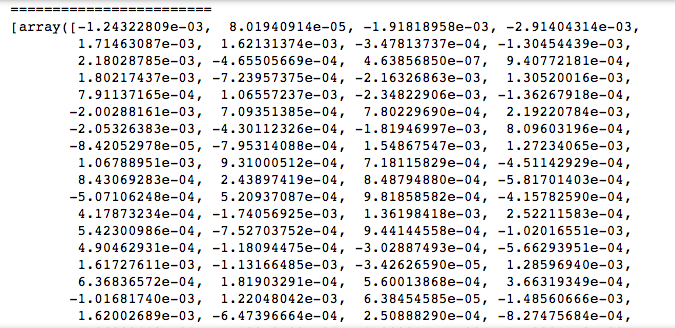 =========================
[array([-1.24322809e-03, 8.01940914e-05, -1.91818958e-03, -2.91404314e-03,
1.71463087e-03, 1.62131374e-03, -3.47813737e-04, -1.30454439e-03,
2.18028785e-03, -4.65505669e-04, 4.63856850e-07, 9.40772181e-04,
1.80217437e-03, -7.23957375e-04, -2.16326863e-03, 1.30520016e-03,
7.91137165e-04, 1.06557237e-03, -2.34822906e-03, -1.36267918e-04,
-2.00288161e-03, 7.09351385e-04, 7.80229690e-04, 2.19220784e-03,
-2.05326383e-03, -4.30112326e-04, -1.81946997e-03, 8.09603196e-04,
-8.42052978e-05, -7.95314088e-04, 1.54867547e-03, 1.27234065e-03,
1.06788951e-03, 9.31000512e-04, 7.18115829e-04, -4.51142929e-04,
8.43069283e-04, 2.43897419e-04, 8.48794880e-04, -5.81701403e-04,
-5.07106248e-04, 5.20937087e-04, 9.81858582e-04, -4.15782590e-04,
4.17873234e-04, -1.74056925e-03, 1.36198418e-03, 2.52211583e-04,
5.42300986e-04, -7.52703752e-04, 9.44144558e-04, -1.02016551e-03,
4.90462931e-04, -1.18094475e-04, -3.02887493e-04, -5.66293951e-04,
1.61727611e-03, -1.13166485e-03, -3.42626590e-05, 1.28596940e-03,
6.36836572e-04, 1.81903291e-04, 5.60013868e-04, 3.66319349e-04,
-1.01681740e-03, 1.22048042e-03, 6.38454585e-05, -1.48560666e-03,
1.62002689e-03, -6.47396664e-04, 2.50888290e-04, -8.27475684e-04,